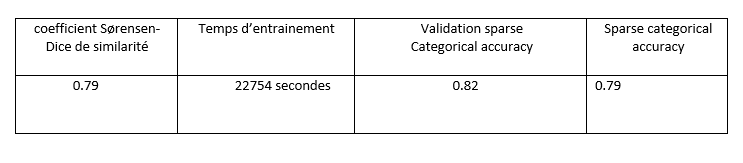 coefficient Sørensen-
Dice de similarité
Temps d’entrainement
Validation sparse
Categorical accuracy
Sparse categorical
accuracy
0.79
22754 secondes
0.82
0.79